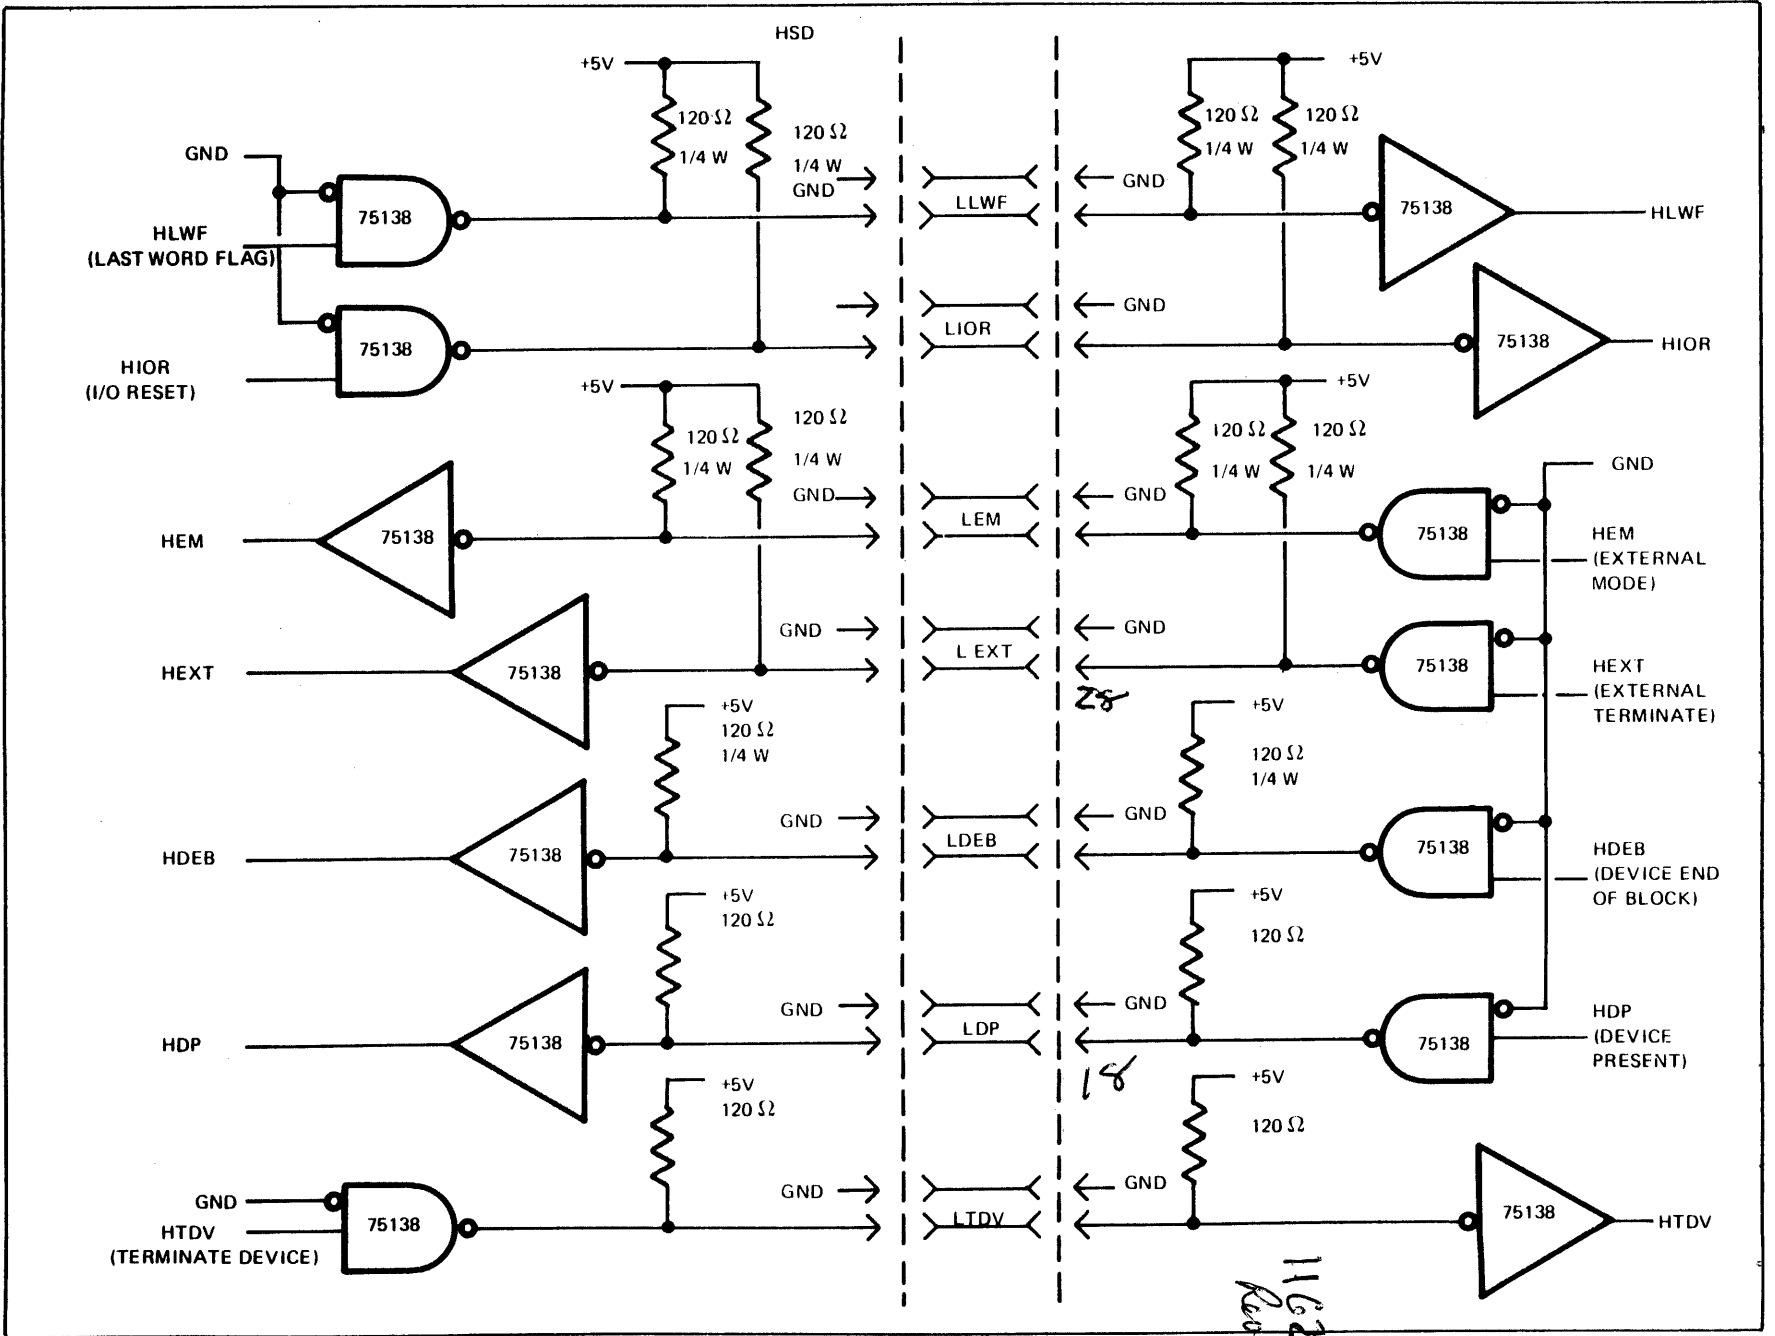 HSD
+5V
+5V
120 Ω
1/4 W
120 Ω
1/4 W
120 Ω
1/4 W
120 Ω
1/4 W
GND
GND
LLWF
GND
75138
75138
HLWF
HLWF
(LAST WORD FLAG)
GND
LIOR
75138
75138
HIOR
HIOR
(I/O RESET)
+5V
+5V
120 Ω
1/4 W
120 Ω
1/4 W
120 Ω
1/4 W
120 Ω
1/4 W
GND
GND
LEM
GND
HEM
75138
75138
HEM
(EXTERNAL
MODE)
GND
L EXT
GND
HEXT
75138
75138
HEXT
(EXTERNAL
TERMINATE)
28
+5V
120 Ω
1/4 W
+5V
120 Ω
1/4 W
GND
LDEB
GND
HDEB
75138
75138
HDEB
(DEVICE END
OF BLOCK)
+5V
120 Ω
+5V
120 Ω
GND
LDP
GND
HDP
75138
75138
HDP
(DEVICE
PRESENT)
18
+5V
120 Ω
+5V
120 Ω
GND
GND
LTDV
GND
75138
75138
HTDV
HTDV
(TERMINATE DEVICE)